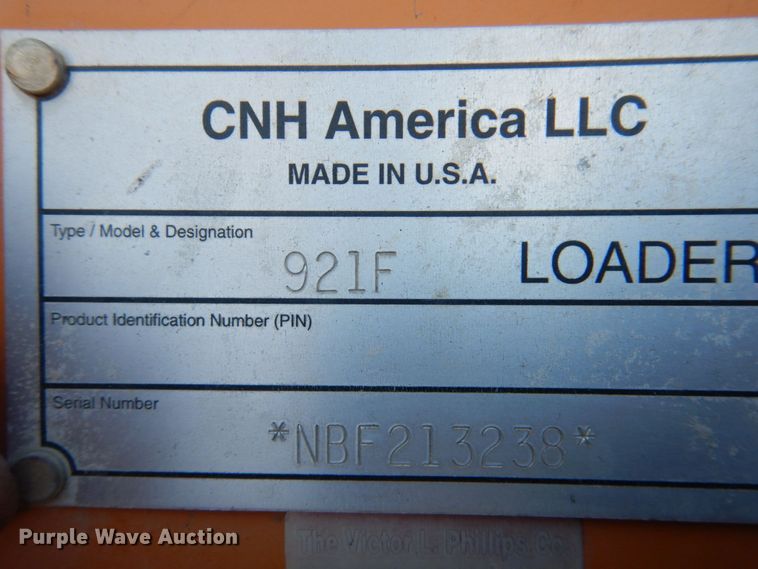 CNH America LLC
MADE IN U.S.A.
Type / Model & Designation
921F LOADER
Product Identification Number (PIN)
Serial Number
*NBF213238*
The Victor L. Phillips Co.
Purple Wave Auction